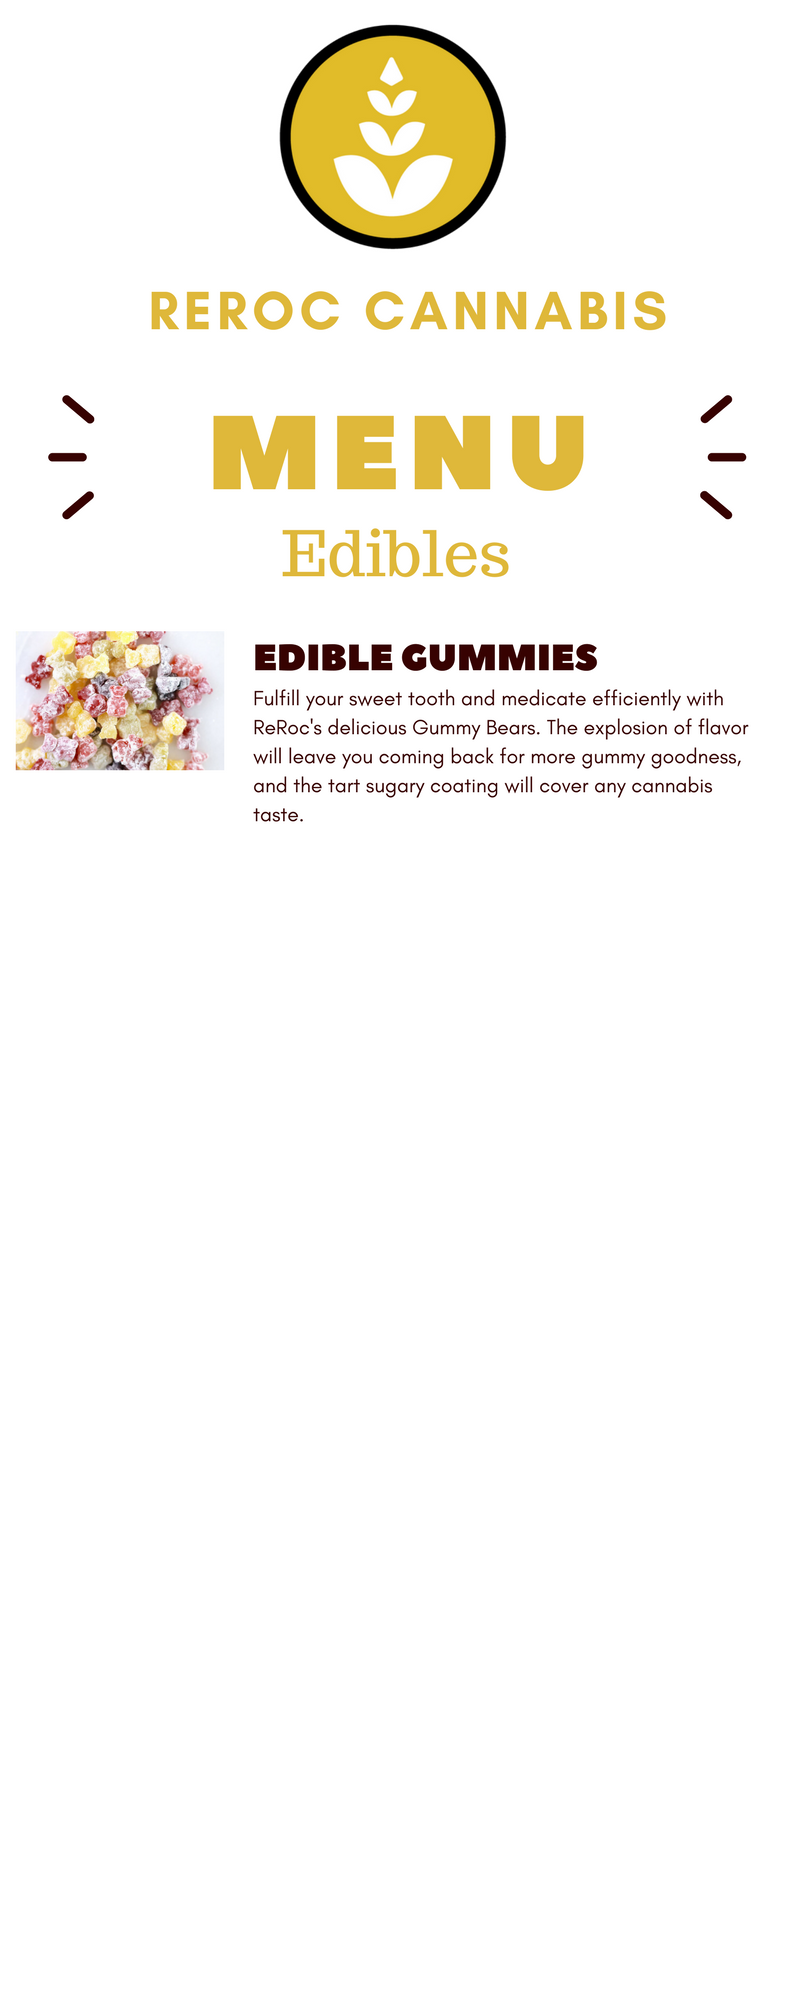 REROC CANNABIS
MENU
Edibles
EDIBLE GUMMIES
Fulfill your sweet tooth and medicate efficiently with
ReRoc's delicious Gummy Bears. The explosion of flavor
will leave you coming back for more gummy goodness,
and the tart sugary coating will cover any cannabis
taste.